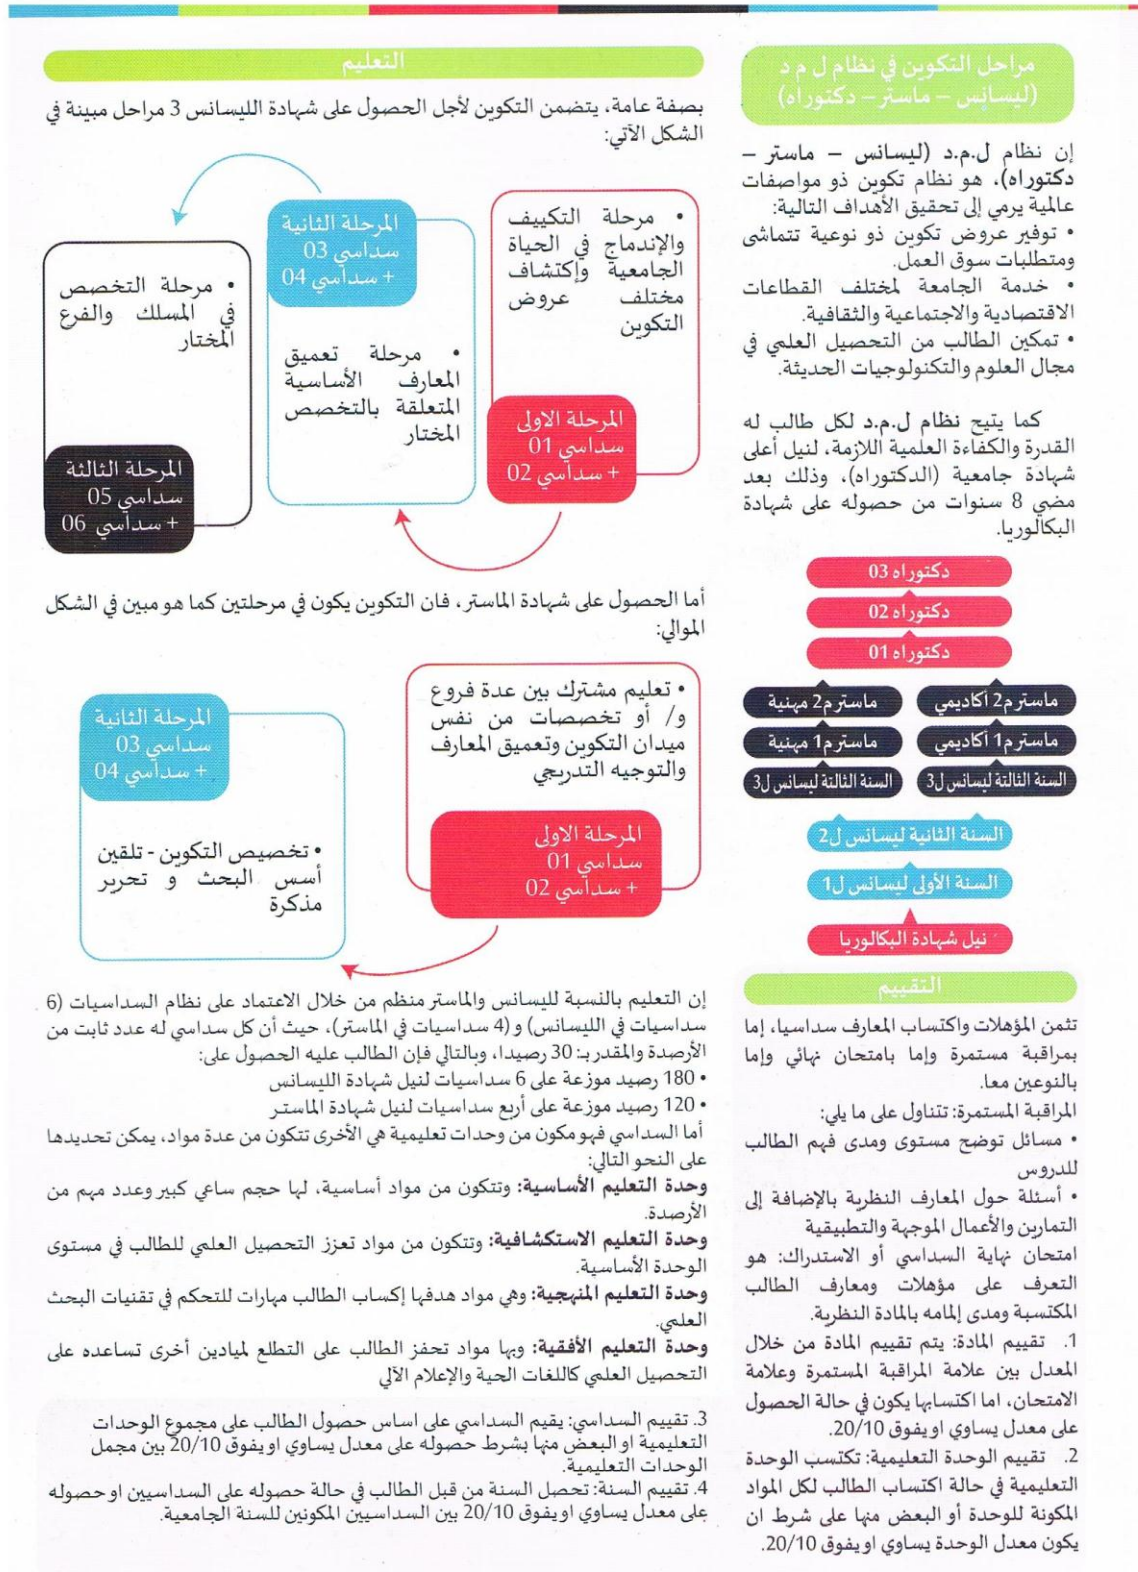 مراحل التكوين في نظام ل م د
(ليسانس – ماستر – دكتوراه)
إن نظام ل.م.د (ليسانس – ماستر –
دكتوراه)، هو نظام تكوين ذو مواصفات
عالمية يرمي إلى تحقيق الأهداف التالية:
• توفير عروض تكوين ذو نوعية تتماشى
ومتطلبات سوق العمل.
• خدمة الجامعة لمختلف القطاعات
الاقتصادية والاجتماعية والثقافية.
• تمكين الطالب من التحصيل العلمي في
مجال العلوم والتكنولوجيات الحديثة.
كما يتيح نظام ل.م.د لكل طالب له
القدرة والكفاءة العلمية اللازمة، لنيل أعلى
شهادة جامعية (الدكتوراه)، وذلك بعد
مضي 8 سنوات من حصوله على شهادة
البكالوريا.
دكتوراه 03
دكتوراه 02
دكتوراه 01
ماستر م2 أكاديمي
ماستر م2 مهنية
ماستر م1 أكاديمي
ماستر م1 مهنية
السنة الثالثة ليسانس ل3
السنة الثالثة ليسانس ل3
السنة الثانية ليسانس ل2
السنة الأولى ليسانس ل1
نيل شهادة البكالوريا
التقييم
تثمن المؤهلات واكتساب المعارف سداسيا، إما
بمراقبة مستمرة وإما بامتحان نهائي وإما
بالنوعين معا.
المراقبة المستمرة: تتناول على ما يلي:
• مسائل توضح مستوى ومدى فهم الطالب
للدروس
• أسئلة حول المعارف النظرية بالإضافة إلى
التمارين والأعمال الموجهة والتطبيقية
امتحان نهاية السداسي أو الاستدراك: هو
التعرف على مؤهلات ومعارف الطالب
المكتسبة ومدى إلمامه بالمادة النظرية.
1. تقييم المادة: يتم تقييم المادة من خلال
المعدل بين علامة المراقبة المستمرة وعلامة
الامتحان، اما اكتسابها يكون في حالة الحصول
على معدل يساوي او يفوق 20/10.
2. تقييم الوحدة التعليمية: تكتسب الوحدة
التعليمية في حالة اكتساب الطالب لكل المواد
المكونة للوحدة أو البعض منها على شرط ان
يكون معدل الوحدة يساوي او يفوق 20/10.
التعليم
بصفة عامة، يتضمن التكوين لأجل الحصول على شهادة الليسانس 3 مراحل مبينة في
الشكل الآتي:
• مرحلة التكييف
والإندماج في الحياة
الجامعية وإكتشاف
مختلف عروض
التكوين
المرحلة الاولى
سداسي 01
+ سداسي 02
المرحلة الثانية
سداسي 03
+ سداسي 04
• مرحلة تعميق
المعارف الأساسية
المتعلقة بالتخصص
المختار
• مرحلة التخصص
في المسلك والفرع
المختار
المرحلة الثالثة
سداسي 05
+ سداسي 06
أما الحصول على شهادة الماستر، فان التكوين يكون في مرحلتين كما هو مبين في الشكل
الموالي:
• تعليم مشترك بين عدة فروع
و/ أو تخصصات من نفس
ميدان التكوين وتعميق المعارف
والتوجيه التدريجي
المرحلة الاولى
سداسي 01
+ سداسي 02
المرحلة الثانية
سداسي 03
+ سداسي 04
• تخصيص التكوين - تلقين
أسس البحث و تحرير
مذكرة
إن التعليم بالنسبة لليسانس والماستر منظم من خلال الاعتماد على نظام السداسيات (6
سداسيات في الليسانس) و (4 سداسيات في الماستر)، حيث أن كل سداسي له عدد ثابت من
الأرصدة والمقدر بـ: 30 رصيدا، وبالتالي فإن الطالب عليه الحصول على:
• 180 رصيد موزعة على 6 سداسيات لنيل شهادة الليسانس
• 120 رصيد موزعة على أربع سداسيات لنيل شهادة الماستر
أما السداسي فهو مكون من وحدات تعليمية هي الأخرى تتكون من عدة مواد، يمكن تحديدها
على النحو التالي:
وحدة التعليم الأساسية: وتتكون من مواد أساسية، لها حجم ساعي كبير وعدد مهم من
الأرصدة.
وحدة التعليم الاستكشافية: وتتكون من مواد تعزز التحصيل العلمي للطالب في مستوى
الوحدة الأساسية.
وحدة التعليم المنهجية: وهي مواد هدفها إكساب الطالب مهارات للتحكم في تقنيات البحث
العلمي.
وحدة التعليم الأفقية: وبها مواد تحفز الطالب على التطلع لميادين أخرى تساعده على
التحصيل العلمي كاللغات الحية والإعلام الآلي
3. تقييم السداسي: يقيم السداسي على اساس حصول الطالب على مجموع الوحدات
التعليمية او البعض منها بشرط حصوله على معدل يساوي او يفوق 20/10 بين مجمل
الوحدات التعليمية.
4. تقييم السنة: تحصل السنة من قبل الطالب في حالة حصوله على السداسيين او حصوله
على معدل يساوي او يفوق 20/10 بين السداسيين المكونين للسنة الجامعية.